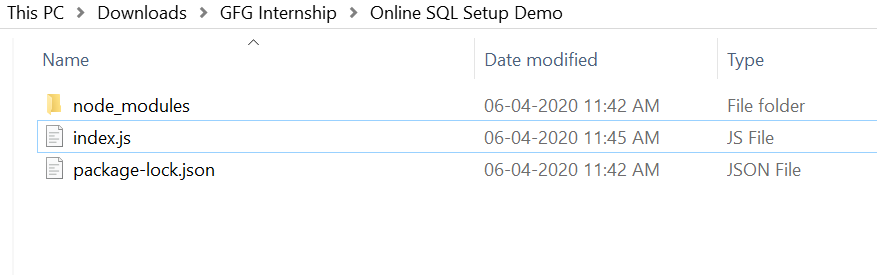 This PC > Downloads > GFG Internship > Online SQL Setup Demo
Name Date modified Type
node_modules 06-04-2020 11:42 AM File folder
index.js 06-04-2020 11:45 AM JS File
package-lock.json 06-04-2020 11:42 AM JSON File